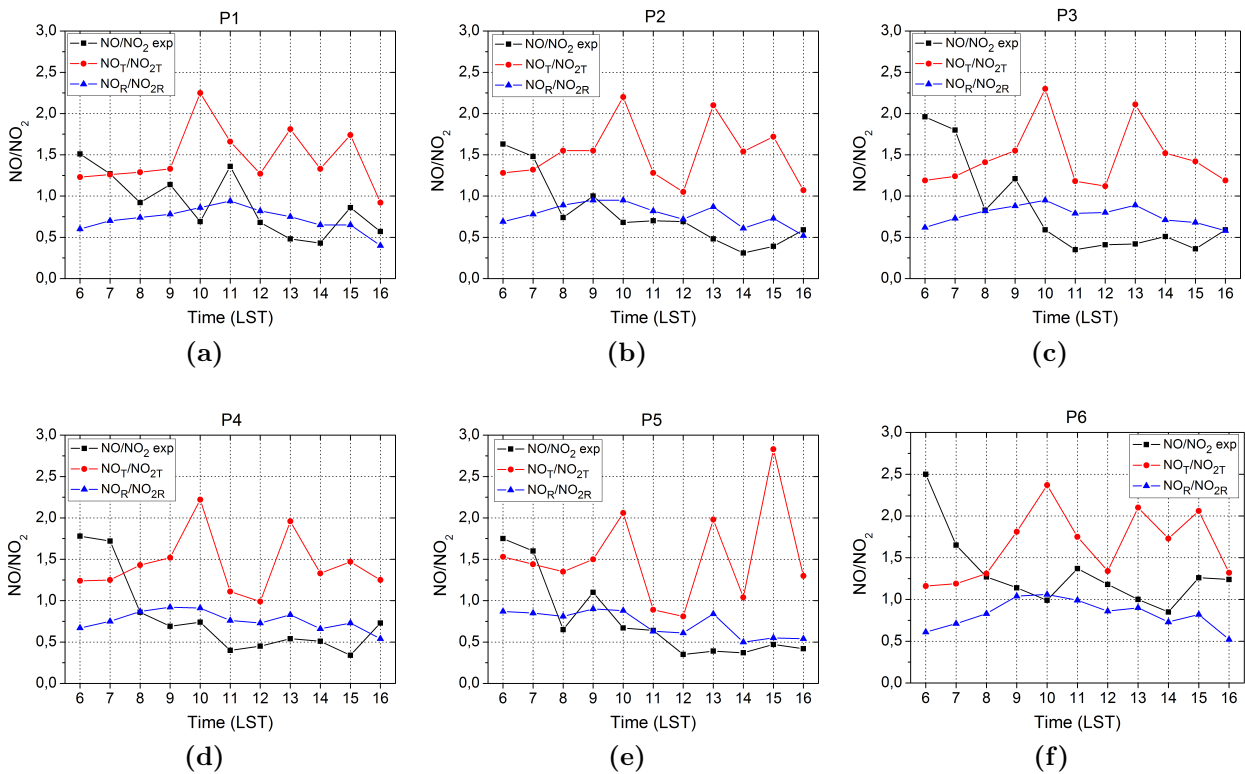 P1
3,0
2,5
2,0
1,5
1,0
0,5
0,0
NO/NO2
NO/NO2 exp
NOT/NO2T
NOR/NO2R
6 7 8 9 10 11 12 13 14 15 16
Time (LST)
(a)
P2
3,0
2,5
2,0
1,5
1,0
0,5
0,0
NO/NO2
NO/NO2 exp
NOT/NO2T
NOR/NO2R
6 7 8 9 10 11 12 13 14 15 16
Time (LST)
(b)
P3
3,0
2,5
2,0
1,5
1,0
0,5
0,0
NO/NO2
NO/NO2 exp
NOT/NO2T
NOR/NO2R
6 7 8 9 10 11 12 13 14 15 16
Time (LST)
(c)
P4
3,0
2,5
2,0
1,5
1,0
0,5
0,0
NO/NO2
NO/NO2 exp
NOT/NO2T
NOR/NO2R
6 7 8 9 10 11 12 13 14 15 16
Time (LST)
(d)
P5
3,0
2,5
2,0
1,5
1,0
0,5
0,0
NO/NO2
NO/NO2 exp
NOT/NO2T
NOR/NO2R
6 7 8 9 10 11 12 13 14 15 16
Time (LST)
(e)
P6
3,0
2,5
2,0
1,5
1,0
0,5
0,0
NO/NO2
NO/NO2 exp
NOT/NO2T
NOR/NO2R
6 7 8 9 10 11 12 13 14 15 16
Time (LST)
(f)